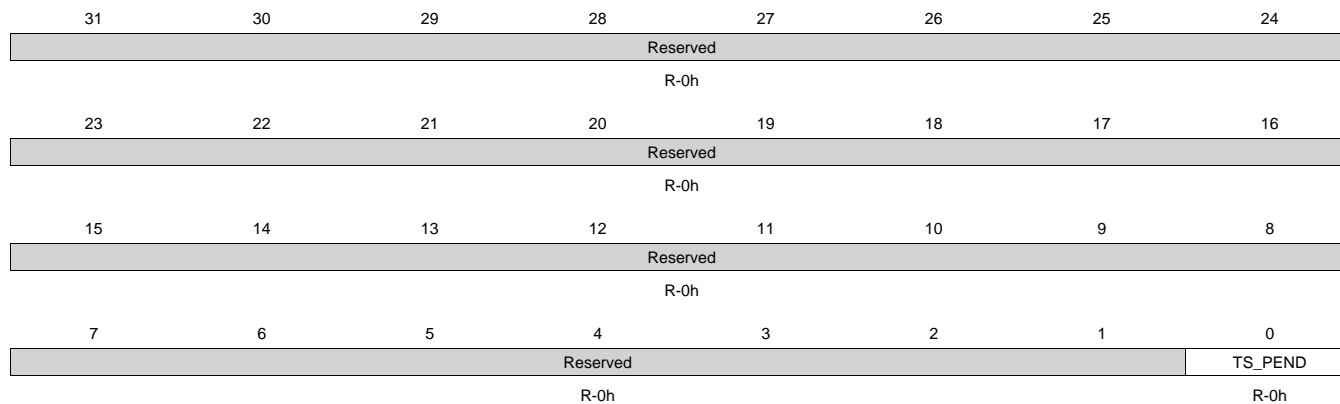 31 30 29 28 27 26 25 24
Reserved
R-0h
23 22 21 20 19 18 17 16
Reserved
R-0h
15 14 13 12 11 10 9 8
Reserved
R-0h
7 6 5 4 3 2 1 0
Reserved TS_PEND
R-0h R-0h